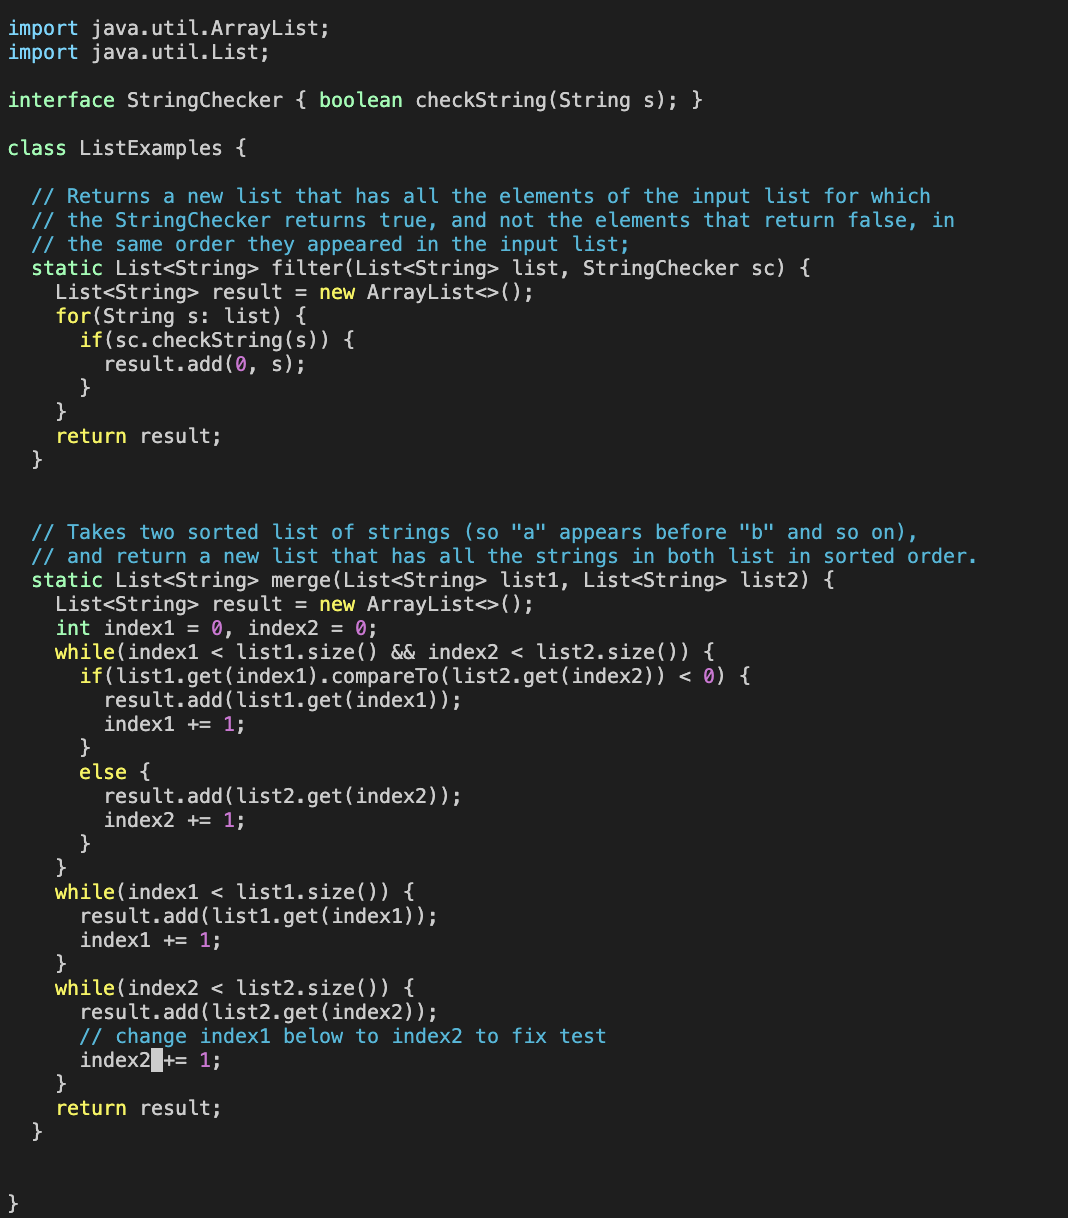 import java.util.ArrayList;
import java.util.List;

interface StringChecker { boolean checkString(String s); }

class ListExamples {

  // Returns a new list that has all the elements of the input list for which
  // the StringChecker returns true, and not the elements that return false, in
  // the same order they appeared in the input list;
  static List<String> filter(List<String> list, StringChecker sc) {
    List<String> result = new ArrayList<>();
    for(String s: list) {
      if(sc.checkString(s)) {
        result.add(0, s);
      }
    }
    return result;
  }


  // Takes two sorted list of strings (so "a" appears before "b" and so on),
  // and return a new list that has all the strings in both list in sorted order.
  static List<String> merge(List<String> list1, List<String> list2) {
    List<String> result = new ArrayList<>();
    int index1 = 0, index2 = 0;
    while(index1 < list1.size() && index2 < list2.size()) {
      if(list1.get(index1).compareTo(list2.get(index2)) < 0) {
        result.add(list1.get(index1));
        index1 += 1;
      }
      else {
        result.add(list2.get(index2));
        index2 += 1;
      }
    }
    while(index1 < list1.size()) {
      result.add(list1.get(index1));
      index1 += 1;
    }
    while(index2 < list2.size()) {
      result.add(list2.get(index2));
      // change index1 below to index2 to fix test
      index2 += 1;
    }
    return result;
  }


}